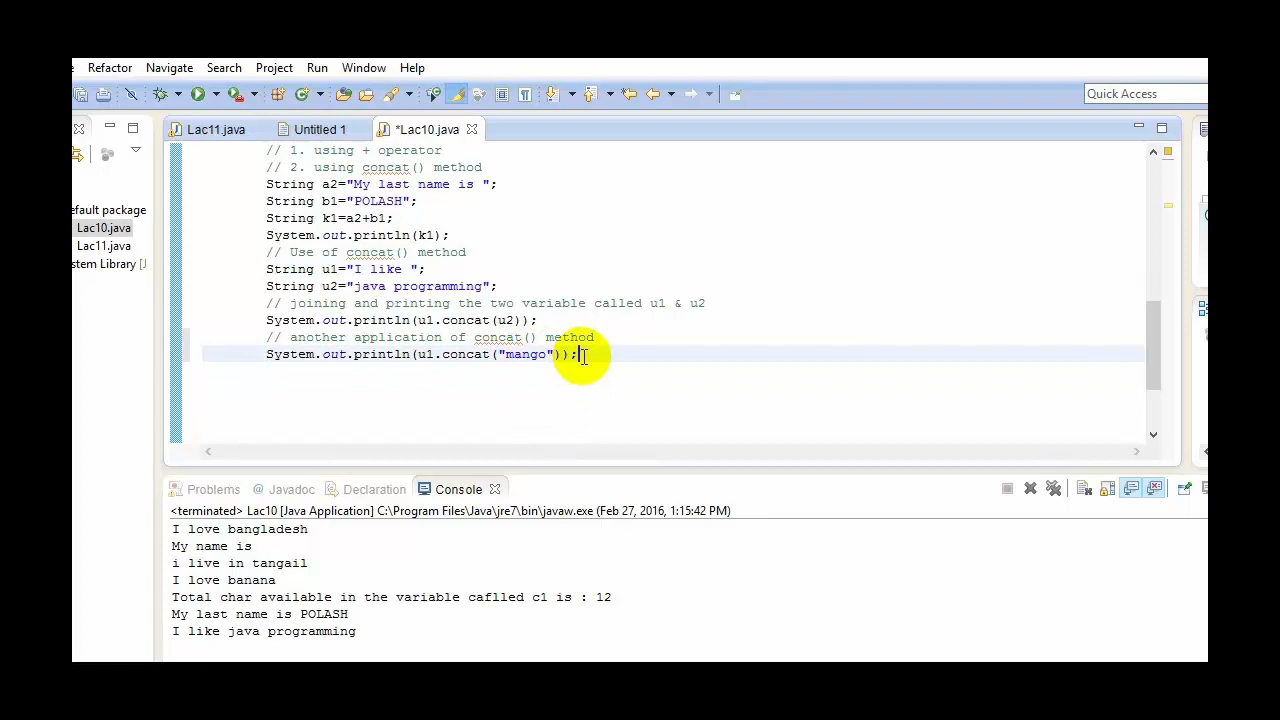 e Refactor Navigate Search Project Run Window Help
Quick Access
Lac11.java Untitled 1 *Lac10.java
efault package
Lac10.java
Lac11.java
stem Library [J
// 1. using + operator
// 2. using concat() method
String a2="My last name is ";
String b1="POLASH";
String k1=a2+b1;
System.out.println(k1);
// Use of concat() method
String u1="I like ";
String u2="java programming";
// joining and printing the two variable called u1 & u2
System.out.println(u1.concat(u2));
// another application of concat() method
System.out.println(u1.concat("mango"));
Problems @ Javadoc Declaration Console
<terminated> Lac10 [Java Application] C:\Program Files\Java\jre7\bin\javaw.exe (Feb 27, 2016, 1:15:42 PM)
I love bangladesh
My name is
i live in tangail
I love banana
Total char available in the variable caflled c1 is : 12
My last name is POLASH
I like java programming